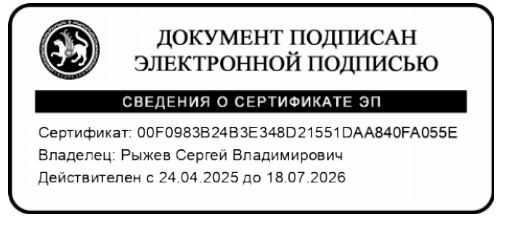 ДОКУМЕНТ ПОДПИСАН
ЭЛЕКТРОННОЙ ПОДПИСЬЮ
СВЕДЕНИЯ О СЕРТИФИКАТЕ ЭП
Сертификат: 00F0983B24B3E348D21551DAA840FA055E
Владелец: Рыжев Сергей Владимирович
Действителен с 24.04.2025 до 18.07.2026